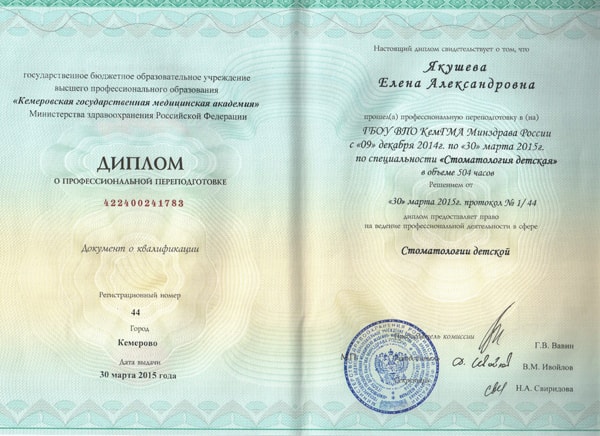 государственное бюджетное образовательное учреждение
высшего профессионального образования
«Кемеровская государственная медицинская академия»
Министерства здравоохранения Российской Федерации
ДИПЛОМ
О ПРОФЕССИОНАЛЬНОЙ ПЕРЕПОДГОТОВКЕ
422400241783
Документ о квалификации
Регистрационный номер
44
Город
Кемерово
Дата выдачи
30 марта 2015 года
Настоящий диплом свидетельствует о том, что
Якушева
Елена Александровна
прошел(а) профессиональную переподготовку в (на)
ГБОУ ВПО КемГМА Минздрава России
с «09» декабря 2014г. по «30» марта 2015г.
по специальности «Стоматология детская»
в объеме 504 часов
Решением от
«30» марта 2015г. протокол № 1/44
диплом предоставляет право
на ведение профессиональной деятельности в сфере
Стоматологии детской
Председатель комиссии
Г.В. Вавин
М.П.
Руководитель
В.М. Ивойлов
Секретарь
Н.А. Свиридова